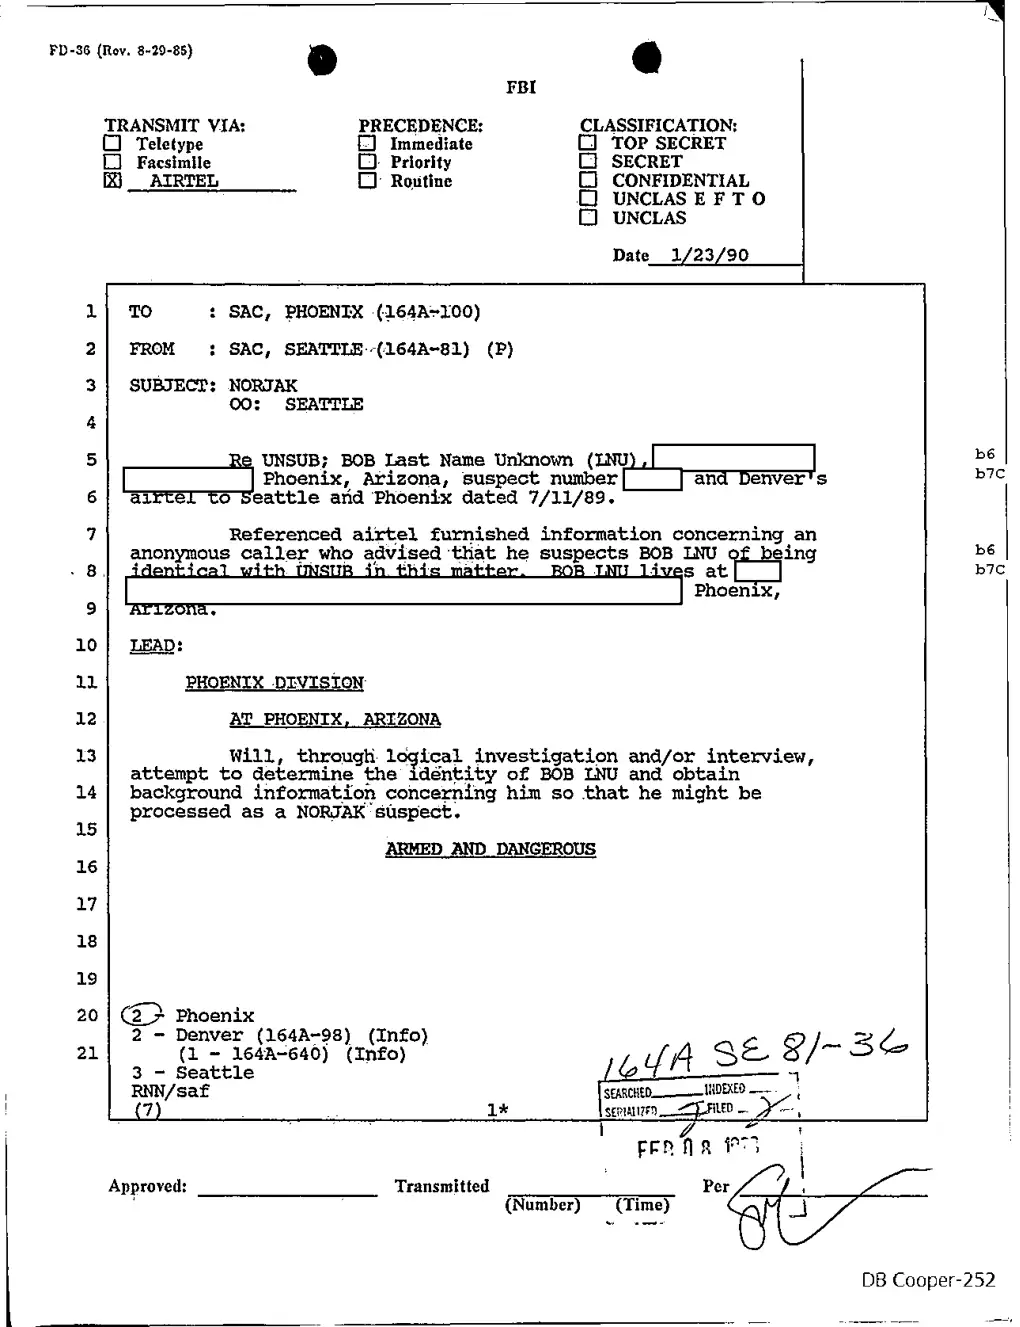 FD-36 (Rev. 8-29-85)
FBI
TRANSMIT VIA: PRECEDENCE: CLASSIFICATION:
☐ Teletype ☐ Immediate ☐ TOP SECRET
☐ Facsimile ☐ Priority ☐ SECRET
☒ AIRTEL ☐ Routine ☐ CONFIDENTIAL
☐ UNCLAS E F T O
☐ UNCLAS
Date 1/23/90
1 TO : SAC, PHOENIX (164A-100)
2 FROM : SAC, SEATTLE (164A-81) (P)
3 SUBJECT: NORJAK
OO: SEATTLE
4
5 Re UNSUB; BOB Last Name Unknown (LNU), b6
Phoenix, Arizona, suspect number and Denver's b7C
6 airtel to Seattle and Phoenix dated 7/11/89.
7 Referenced airtel furnished information concerning an
anonymous caller who advised that he suspects BOB LNU of being b6
8 identical with UNSUB in this matter. BOB LNU lives at b7C
Phoenix,
9 Arizona.
10 LEAD:
11 PHOENIX DIVISION
12 AT PHOENIX, ARIZONA
13 Will, through logical investigation and/or interview,
attempt to determine the identity of BOB LNU and obtain
14 background information concerning him so that he might be
processed as a NORJAK suspect.
15
ARMED AND DANGEROUS
16
17
18
19
20 2 - Phoenix
2 - Denver (164A-98) (Info)
21 (1 - 164A-640) (Info)
3 - Seattle
164A SE 81-36
RNN/saf SEARCHED INDEXED
(7) 1* SERIALIZED FILED
FEB 08
Approved: Transmitted Per
(Number) (Time)
DB Cooper-252